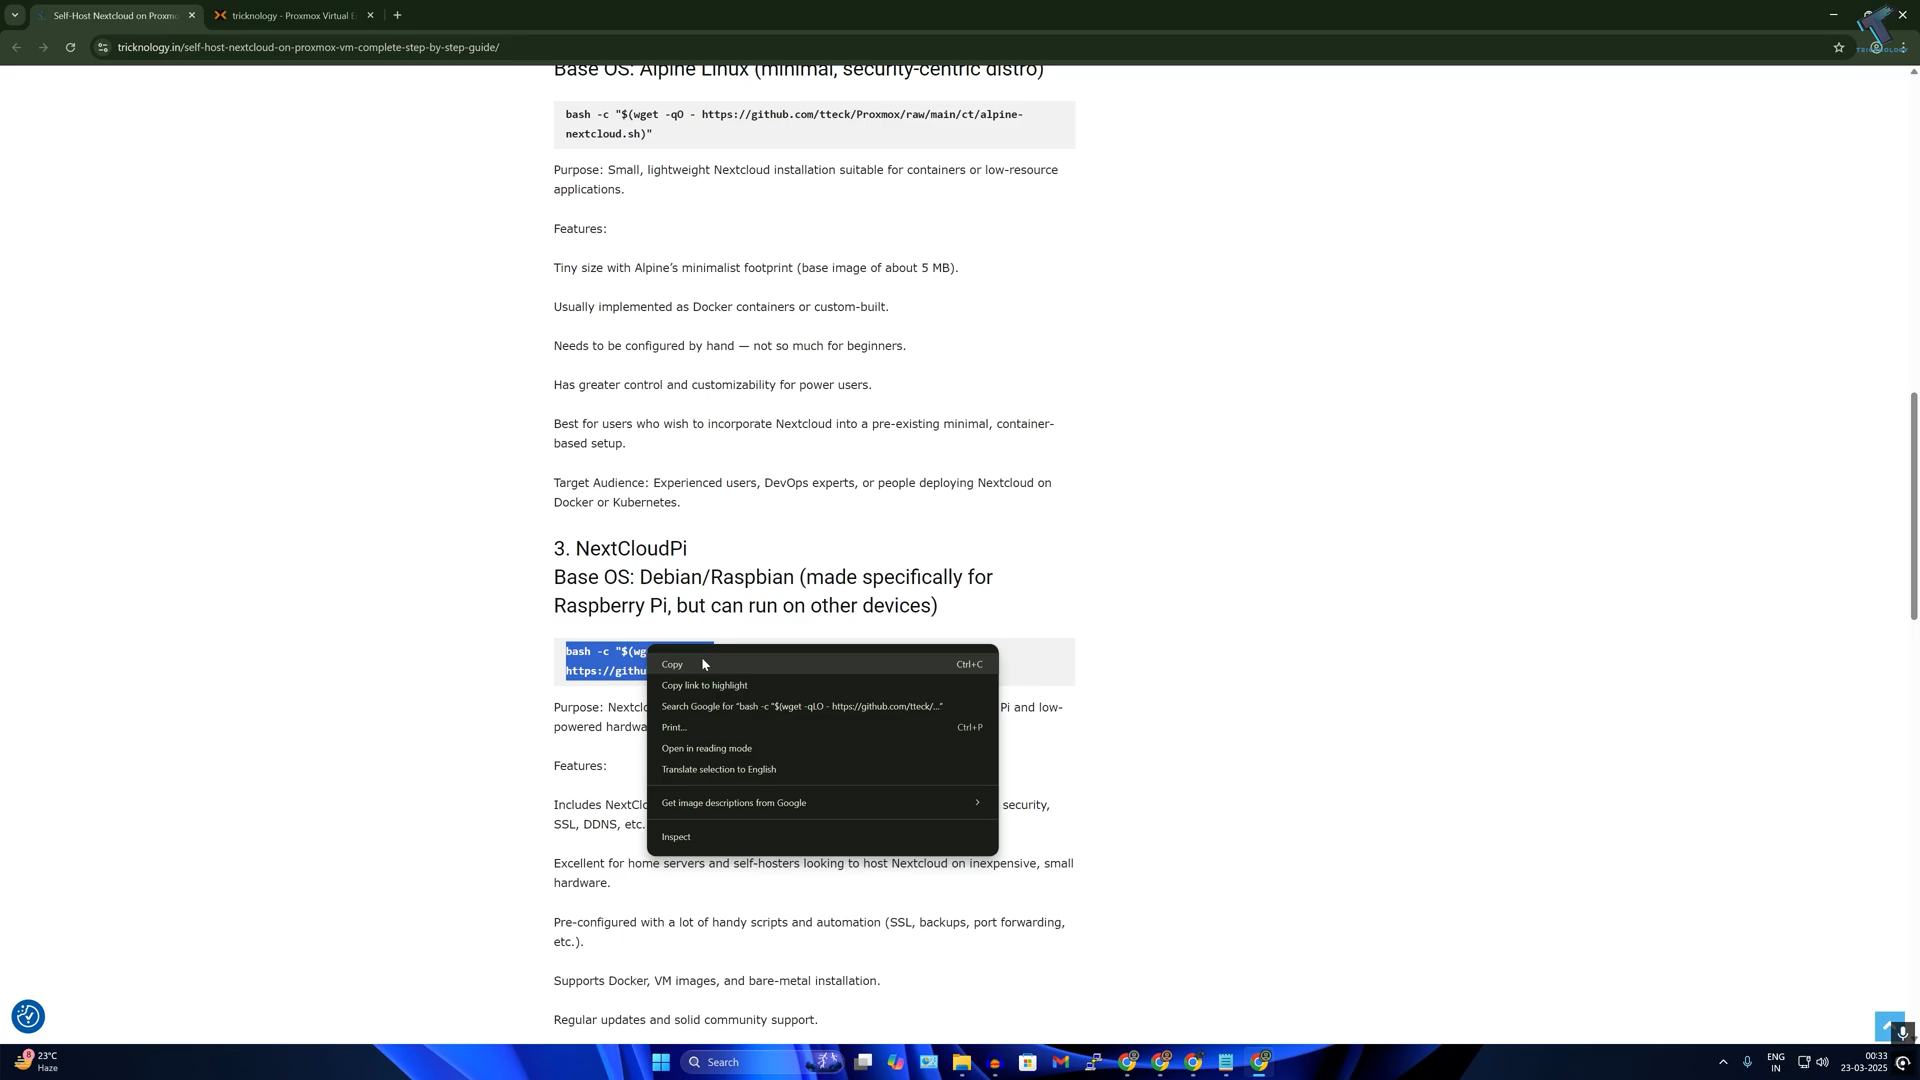 Self-Host Nextcloud on Proxmo
tricknology - Proxmox Virtual E
tricknology.in/self-host-nextcloud-on-proxmox-vm-complete-step-by-step-guide/
TRICKNOLOGY
Base OS: Alpine Linux (minimal, security-centric distro)
bash -c "$(wget -qO - https://github.com/tteck/Proxmox/raw/main/ct/alpine-
nextcloud.sh)"
Purpose: Small, lightweight Nextcloud installation suitable for containers or low-resource
applications.
Features:
Tiny size with Alpine’s minimalist footprint (base image of about 5 MB).
Usually implemented as Docker containers or custom-built.
Needs to be configured by hand — not so much for beginners.
Has greater control and customizability for power users.
Best for users who wish to incorporate Nextcloud into a pre-existing minimal, container-
based setup.
Target Audience: Experienced users, DevOps experts, or people deploying Nextcloud on
Docker or Kubernetes.
3. NextCloudPi
Base OS: Debian/Raspbian (made specifically for
Raspberry Pi, but can run on other devices)
bash -c "$(wg
https://githu
Copy Ctrl+C
Copy link to highlight
Search Google for “bash -c "$(wget -qLO - https://github.com/tteck/...”
Print... Ctrl+P
Open in reading mode
Translate selection to English
Get image descriptions from Google
Inspect
Purpose: Nextclo Pi and low-
powered hardwa
Features:
Includes NextClo security,
SSL, DDNS, etc.
Excellent for home servers and self-hosters looking to host Nextcloud on inexpensive, small
hardware.
Pre-configured with a lot of handy scripts and automation (SSL, backups, port forwarding,
etc.).
Supports Docker, VM images, and bare-metal installation.
Regular updates and solid community support.
8
23°C
Haze
Search
ENG
IN
00:33
23-03-2025